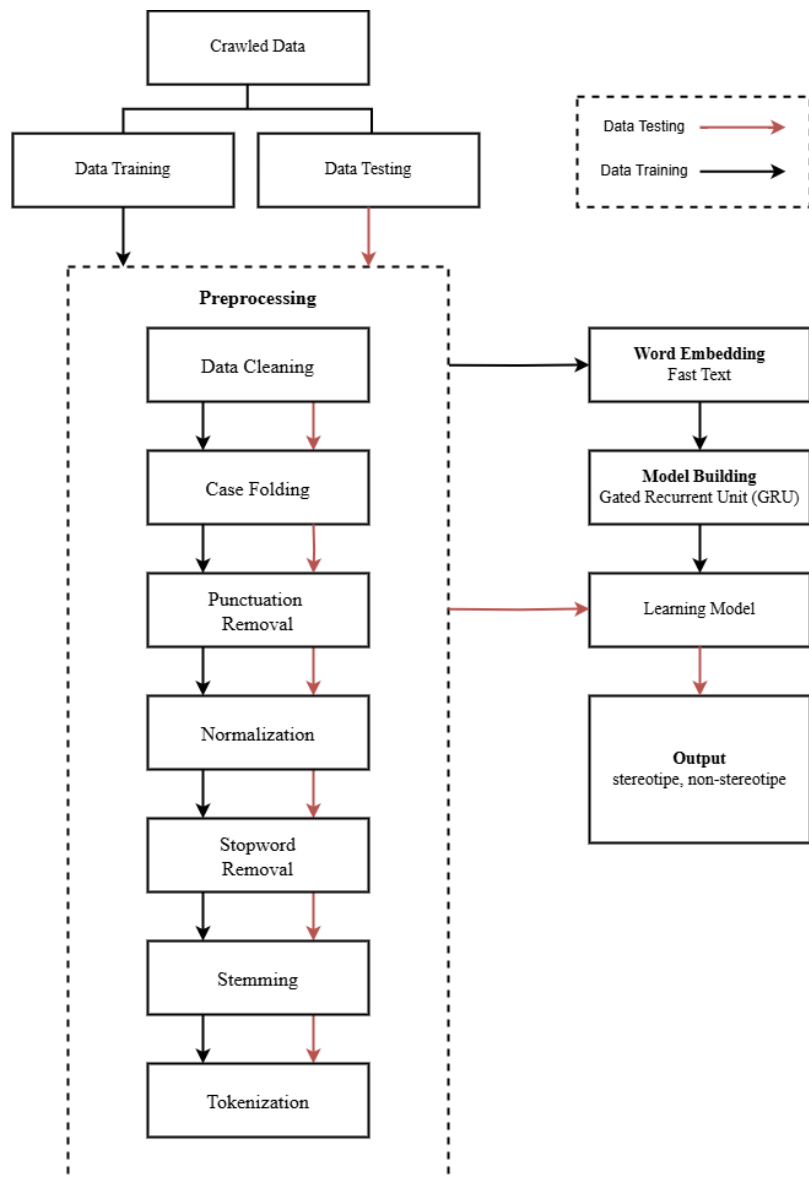 Crawled Data
Data Training
Data Testing
Data Testing
Data Training
Preprocessing
Data Cleaning
Case Folding
Punctuation
Removal
Normalization
Stopword
Removal
Stemming
Tokenization
Word Embedding
Fast Text
Model Building
Gated Recurrent Unit (GRU)
Learning Model
Output
stereotipe, non-stereotipe